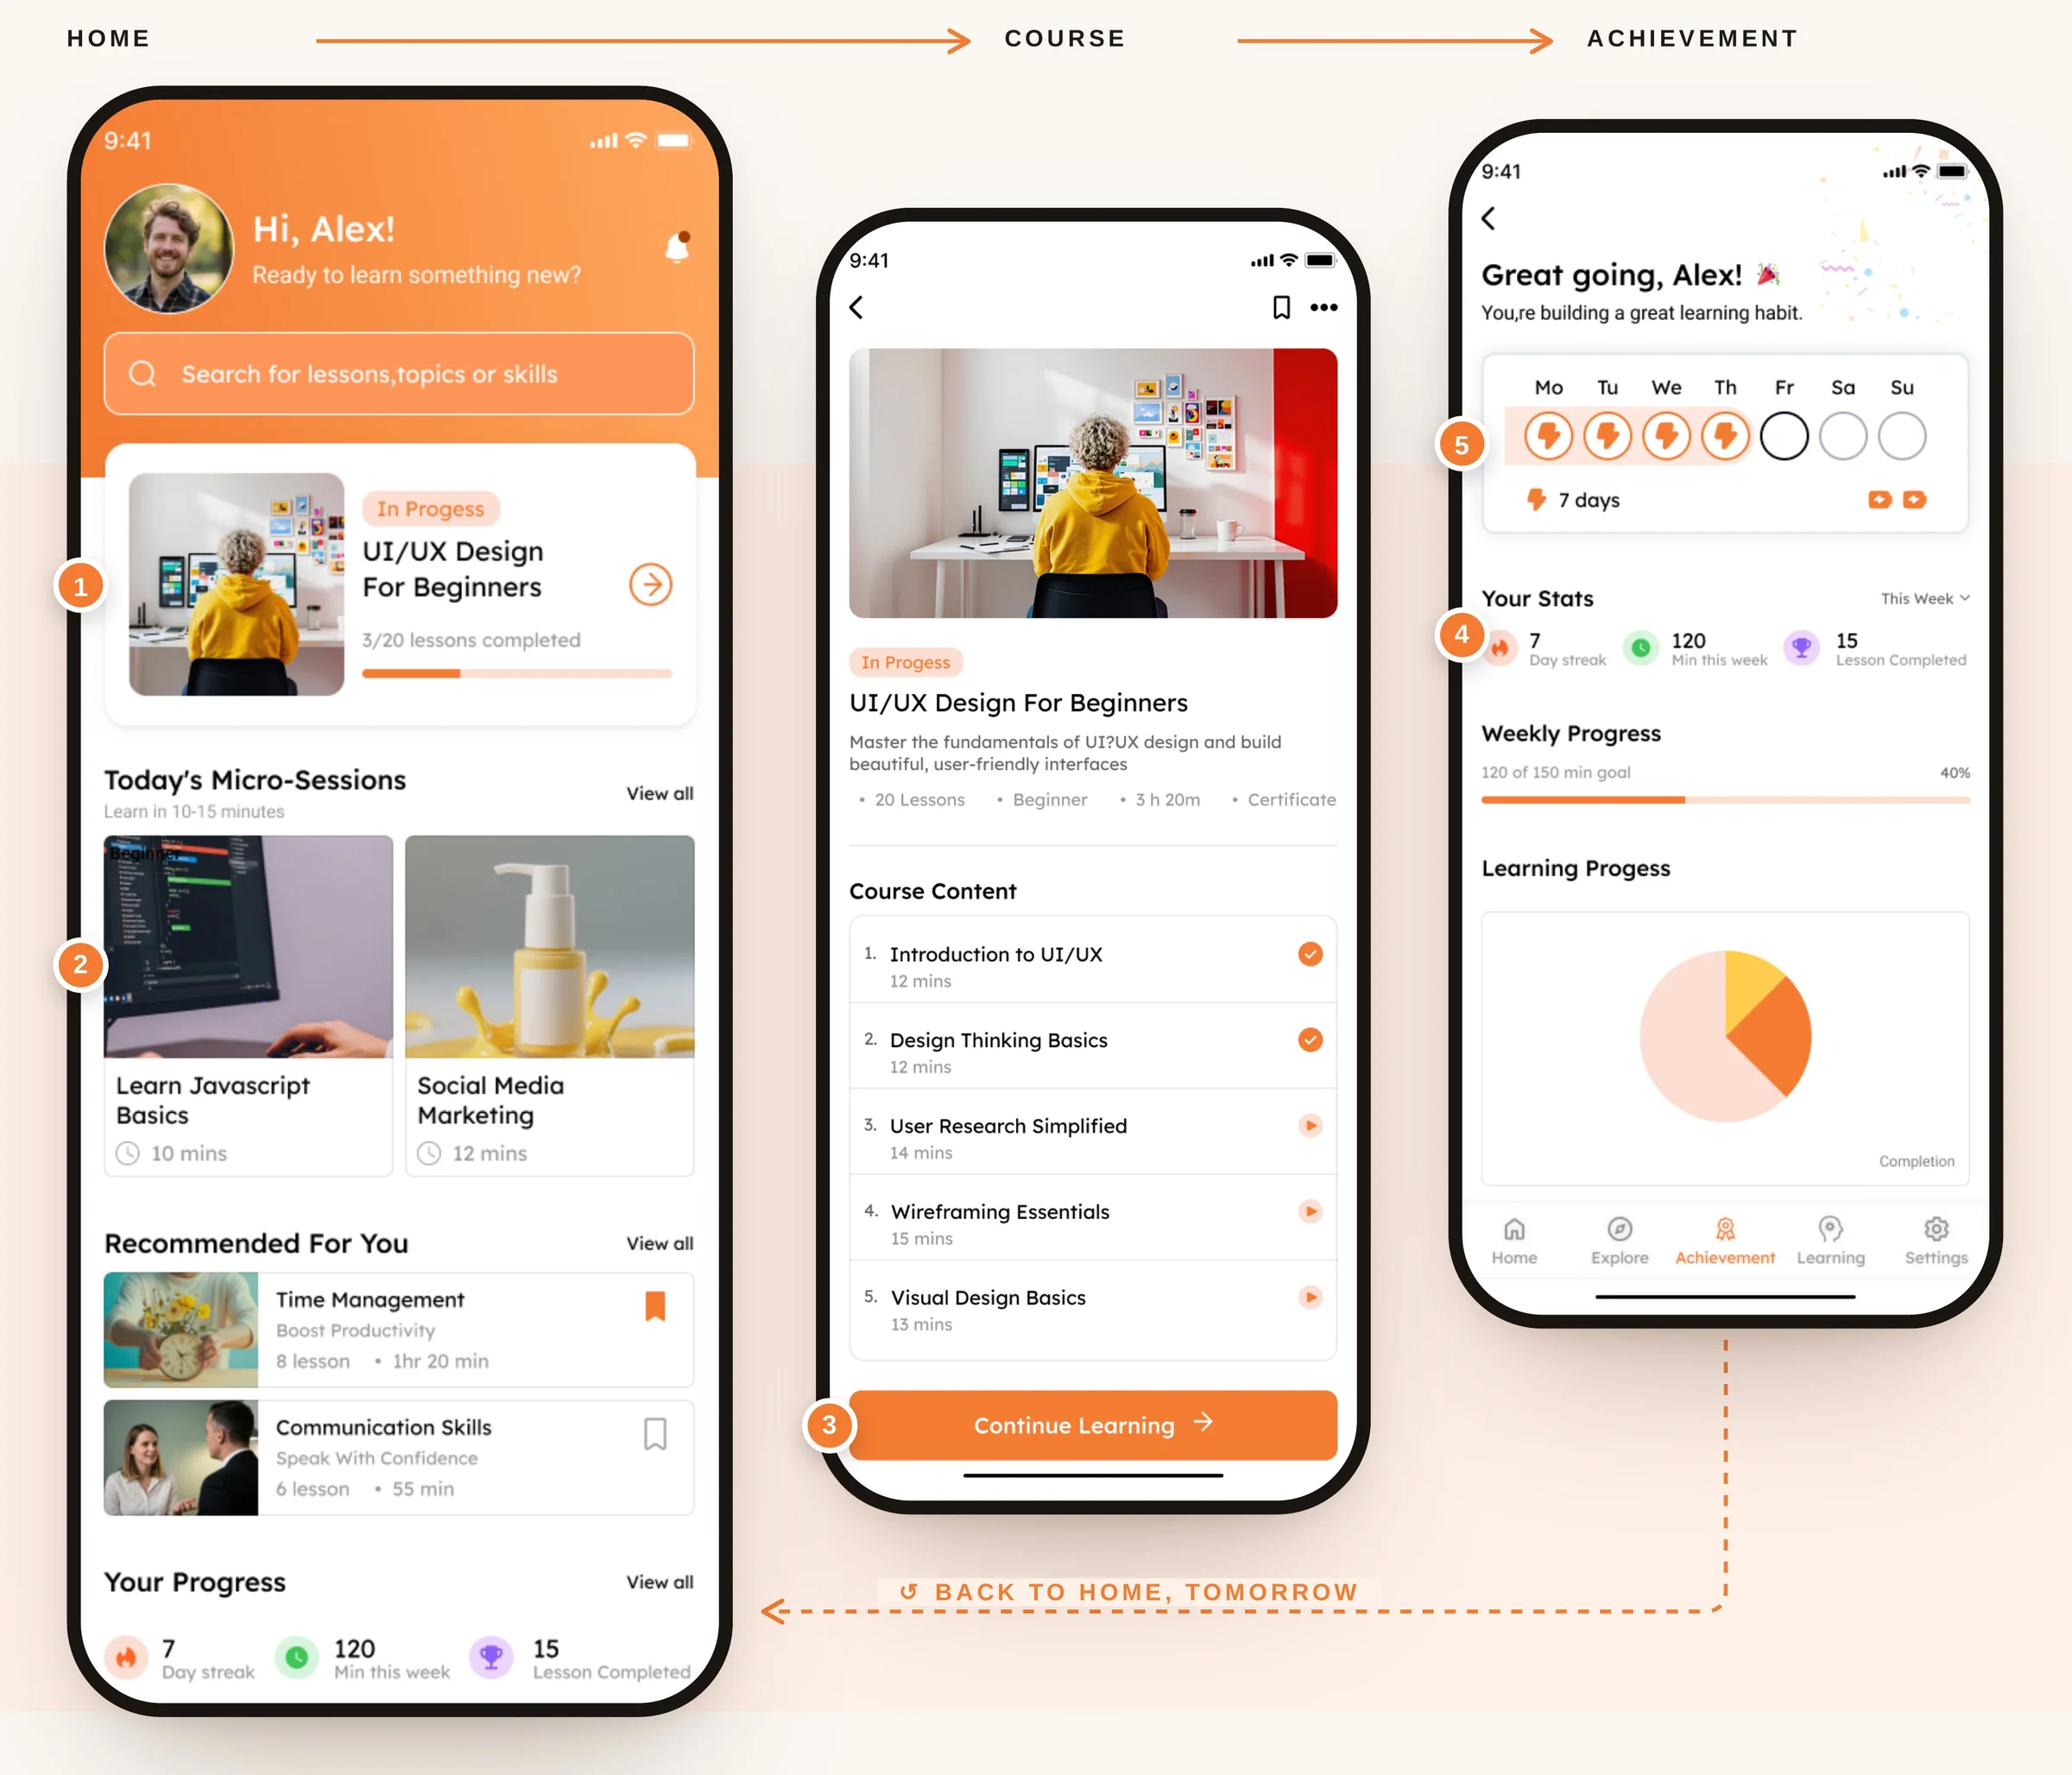 HOME
COURSE
ACHIEVEMENT
9:41
Hi, Alex!
Ready to learn something new?
Search for lessons,topics or skills
1
In Progess
UI/UX Design
For Beginners
3/20 lessons completed
Today's Micro-Sessions
View all
Learn in 10-15 minutes
Beginner
2
Learn Javascript
Basics
10 mins
Social Media
Marketing
12 mins
Recommended For You
View all
Time Management
Boost Productivity
8 lesson • 1hr 20 min
Communication Skills
Speak With Confidence
6 lesson • 55 min
Your Progress
View all
7
Day streak
120
Min this week
15
Lesson Completed
9:41
In Progess
UI/UX Design For Beginners
Master the fundamentals of UI?UX design and build
beautiful, user-friendly interfaces
• 20 Lessons • Beginner • 3 h 20m • Certificate
Course Content
1. Introduction to UI/UX
12 mins
2. Design Thinking Basics
12 mins
3. User Research Simplified
14 mins
4. Wireframing Essentials
15 mins
5. Visual Design Basics
13 mins
3
Continue Learning →
↺ BACK TO HOME, TOMORROW
9:41
Great going, Alex! 🎉
You,re building a great learning habit.
Mo Tu We Th Fr Sa Su
5
7 days
Your Stats
This Week
4
7
Day streak
120
Min this week
15
Lesson Completed
Weekly Progress
120 of 150 min goal
40%
Learning Progess
Completion
Home
Explore
Achievement
Learning
Settings